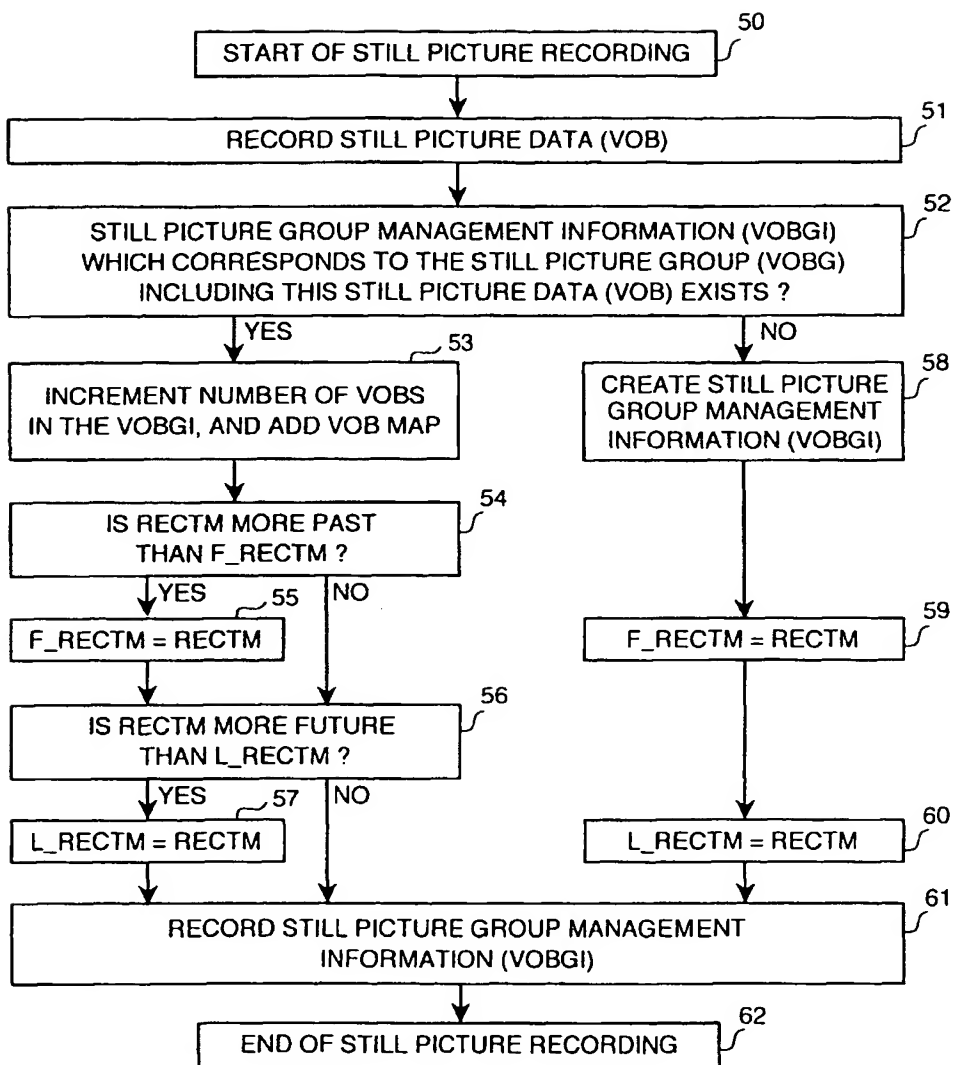 50
START OF STILL PICTURE RECORDING
51
RECORD STILL PICTURE DATA (VOB)
52
STILL PICTURE GROUP MANAGEMENT INFORMATION (VOBGI)
WHICH CORRESPONDS TO THE STILL PICTURE GROUP (VOBG)
INCLUDING THIS STILL PICTURE DATA (VOB) EXISTS ?
YES
NO
53
INCREMENT NUMBER OF VOBS
IN THE VOBGI, AND ADD VOB MAP
58
CREATE STILL PICTURE
GROUP MANAGEMENT
INFORMATION (VOBGI)
54
IS RECTM MORE PAST
THAN F_RECTM ?
YES
NO
55
F_RECTM = RECTM
59
F_RECTM = RECTM
56
IS RECTM MORE FUTURE
THAN L_RECTM ?
YES
NO
57
L_RECTM = RECTM
60
L_RECTM = RECTM
61
RECORD STILL PICTURE GROUP MANAGEMENT
INFORMATION (VOBGI)
62
END OF STILL PICTURE RECORDING